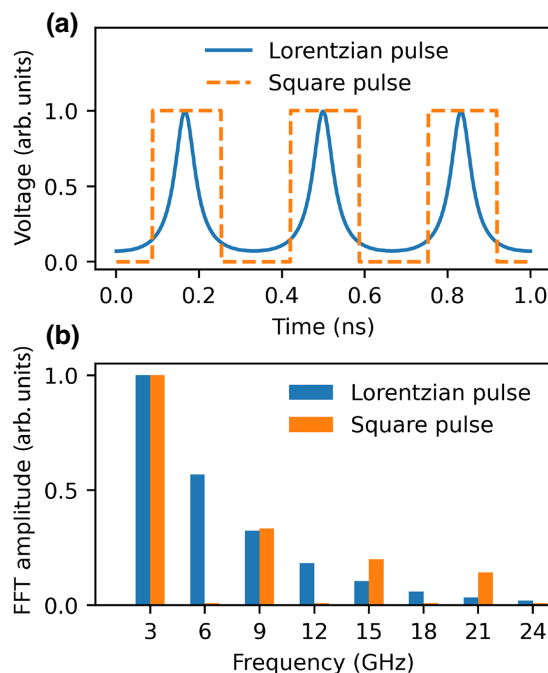 (a)
Lorentzian pulse
Square pulse
Voltage (arb. units)
1.0
0.5
0.0
0.0 0.2 0.4 0.6 0.8 1.0
Time (ns)
(b)
Lorentzian pulse
Square pulse
FFT amplitude (arb. units)
1.0
0.5
0.0
3 6 9 12 15 18 21 24
Frequency (GHz)